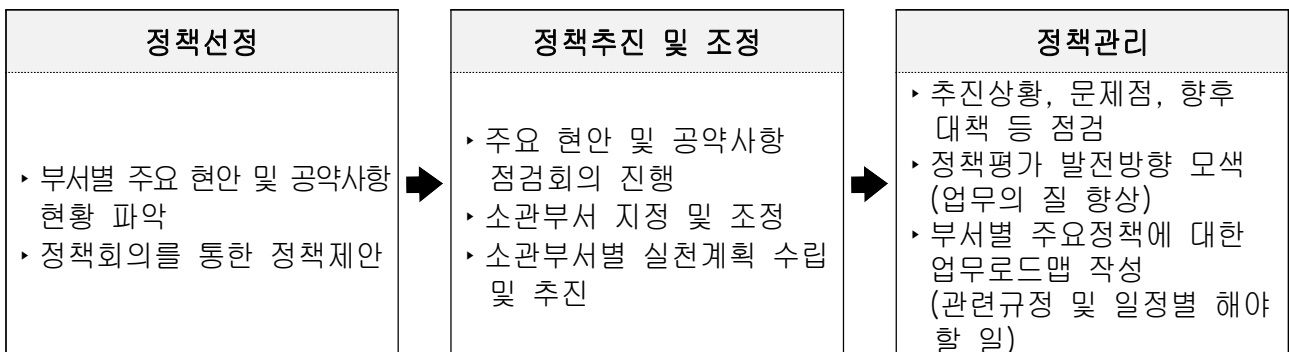 정책선정
‣ 부서별 주요 현안 및 공약사항
현황 파악
‣ 정책회의를 통한 정책제안
정책추진 및 조정
‣ 주요 현안 및 공약사항
점검회의 진행
‣ 소관부서 지정 및 조정
‣ 소관부서별 실천계획 수립
및 추진
정책관리
‣ 추진상황, 문제점, 향후
대책 등 점검
‣ 정책평가 발전방향 모색
(업무의 질 향상)
‣ 부서별 주요정책에 대한
업무로드맵 작성
(관련규정 및 일정별 해야
할 일)